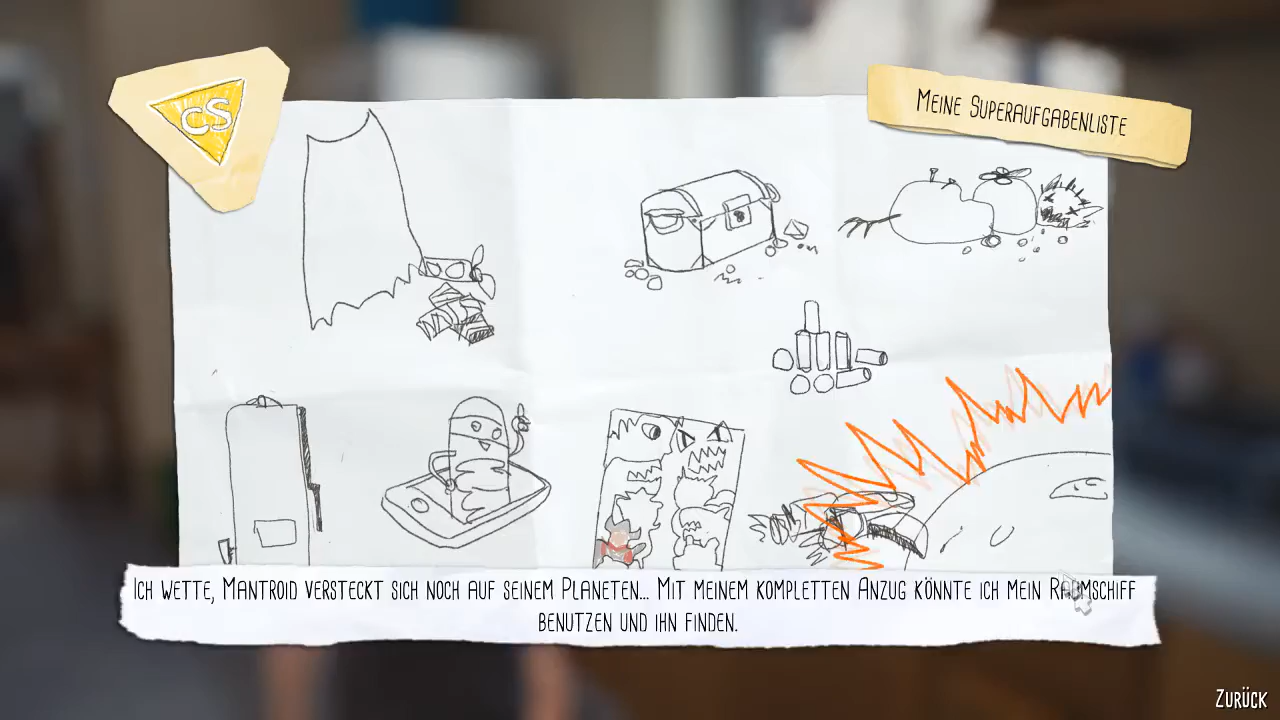 CS
Meine Superaufgabenliste
Ich wette, Mantroid versteckt sich noch auf seinem Planeten... Mit meinem kompletten Anzug könnte ich mein Raumschiff
benutzen und ihn finden.
Zurück